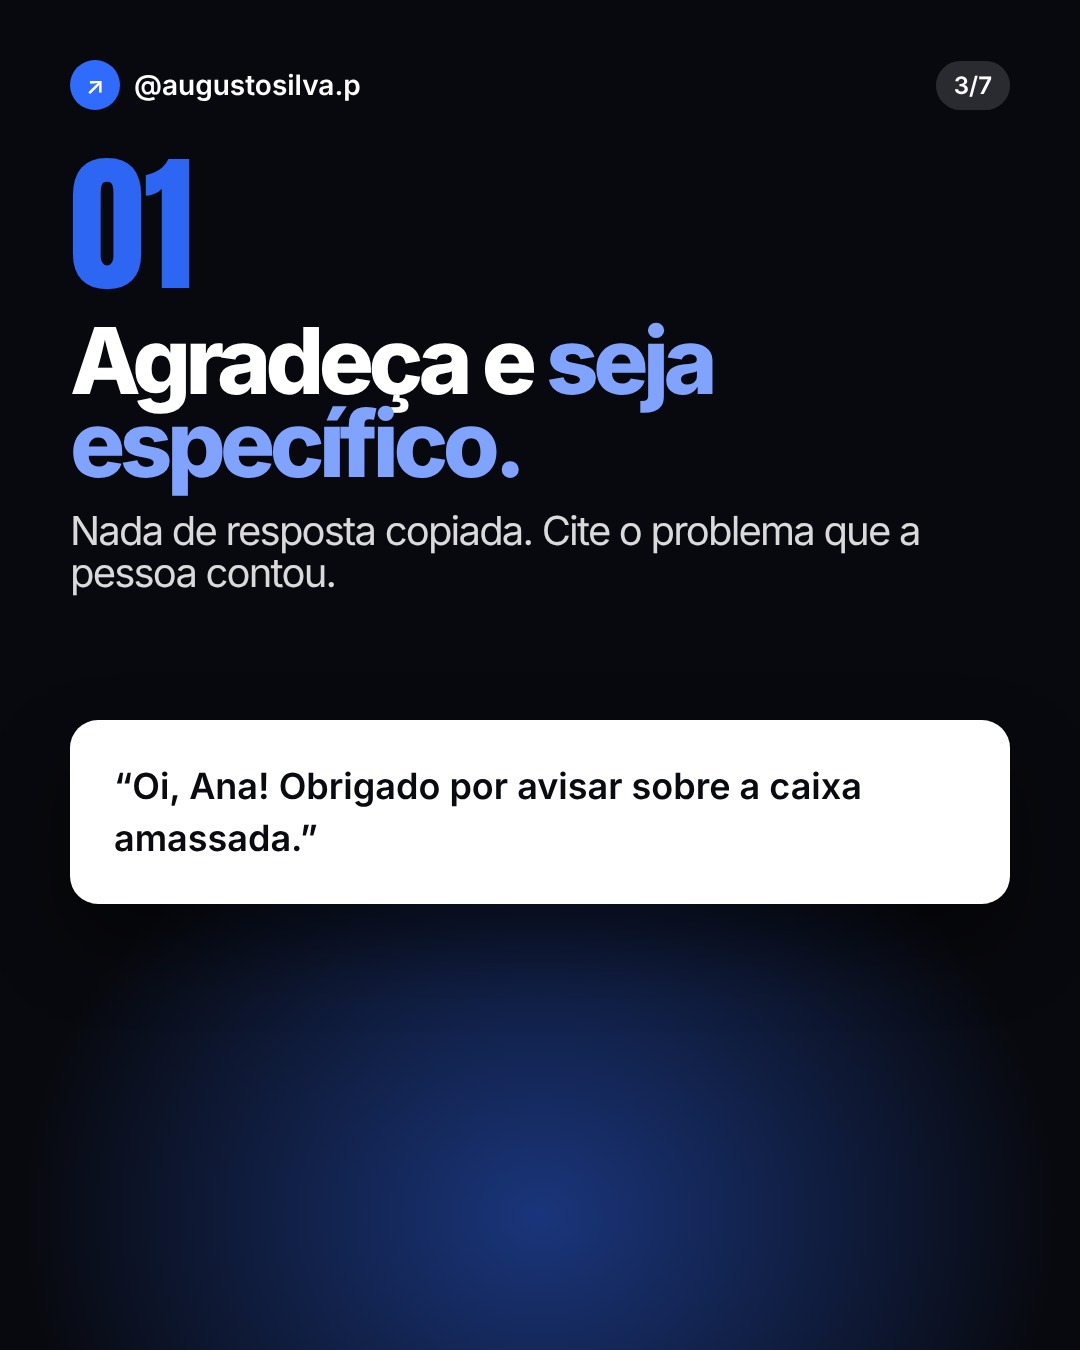 @augustosilva.p
3/7
01
Agradeça e seja
específico.
Nada de resposta copiada. Cite o problema que a
pessoa contou.
“Oi, Ana! Obrigado por avisar sobre a caixa
amassada.”